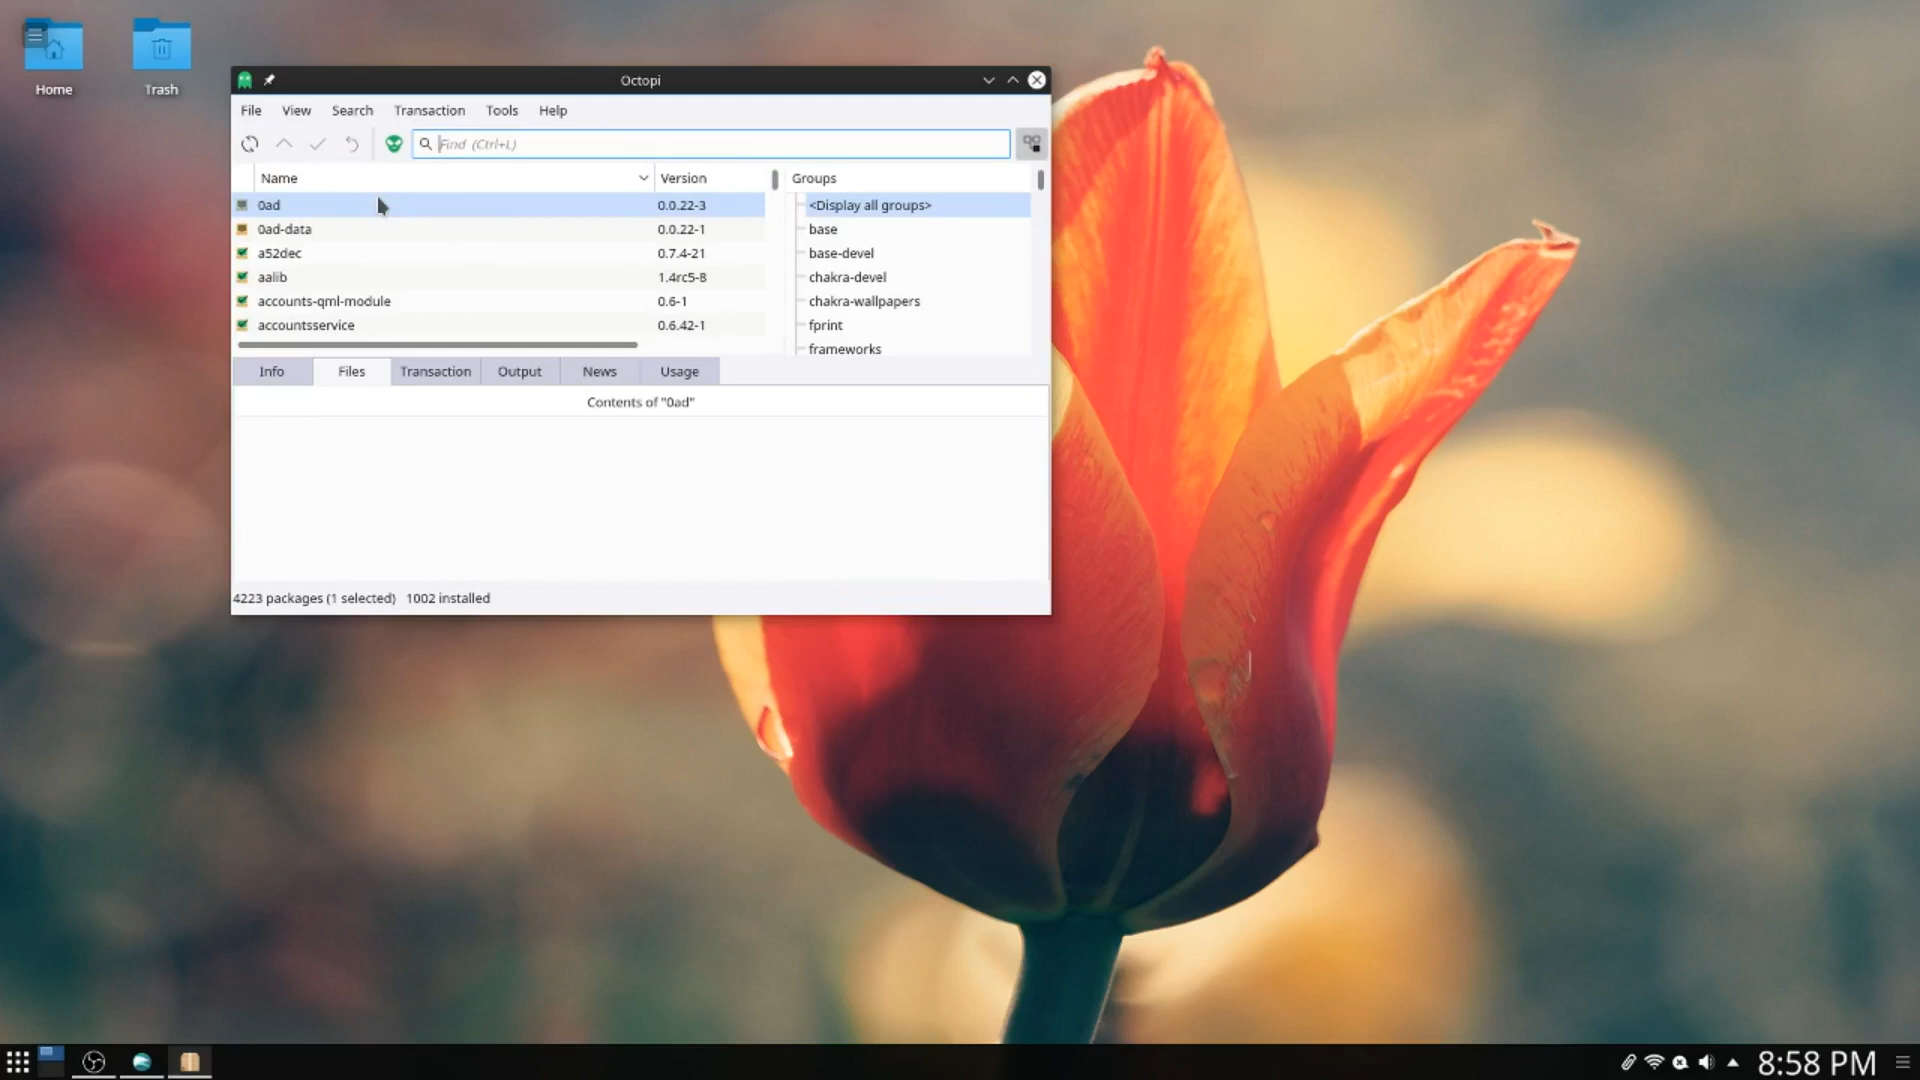 Home
Trash
Octopi
File View Search Transaction Tools Help
Find (Ctrl+L)
Name Version Groups
0ad 0.0.22-3 <Display all groups>
0ad-data 0.0.22-1 base
a52dec 0.7.4-21 base-devel
aalib 1.4rc5-8 chakra-devel
accounts-qml-module 0.6-1 chakra-wallpapers
accountsservice 0.6.42-1 fprint
frameworks
Info Files Transaction Output News Usage
Contents of "0ad"
4223 packages (1 selected) 1002 installed
8:58 PM